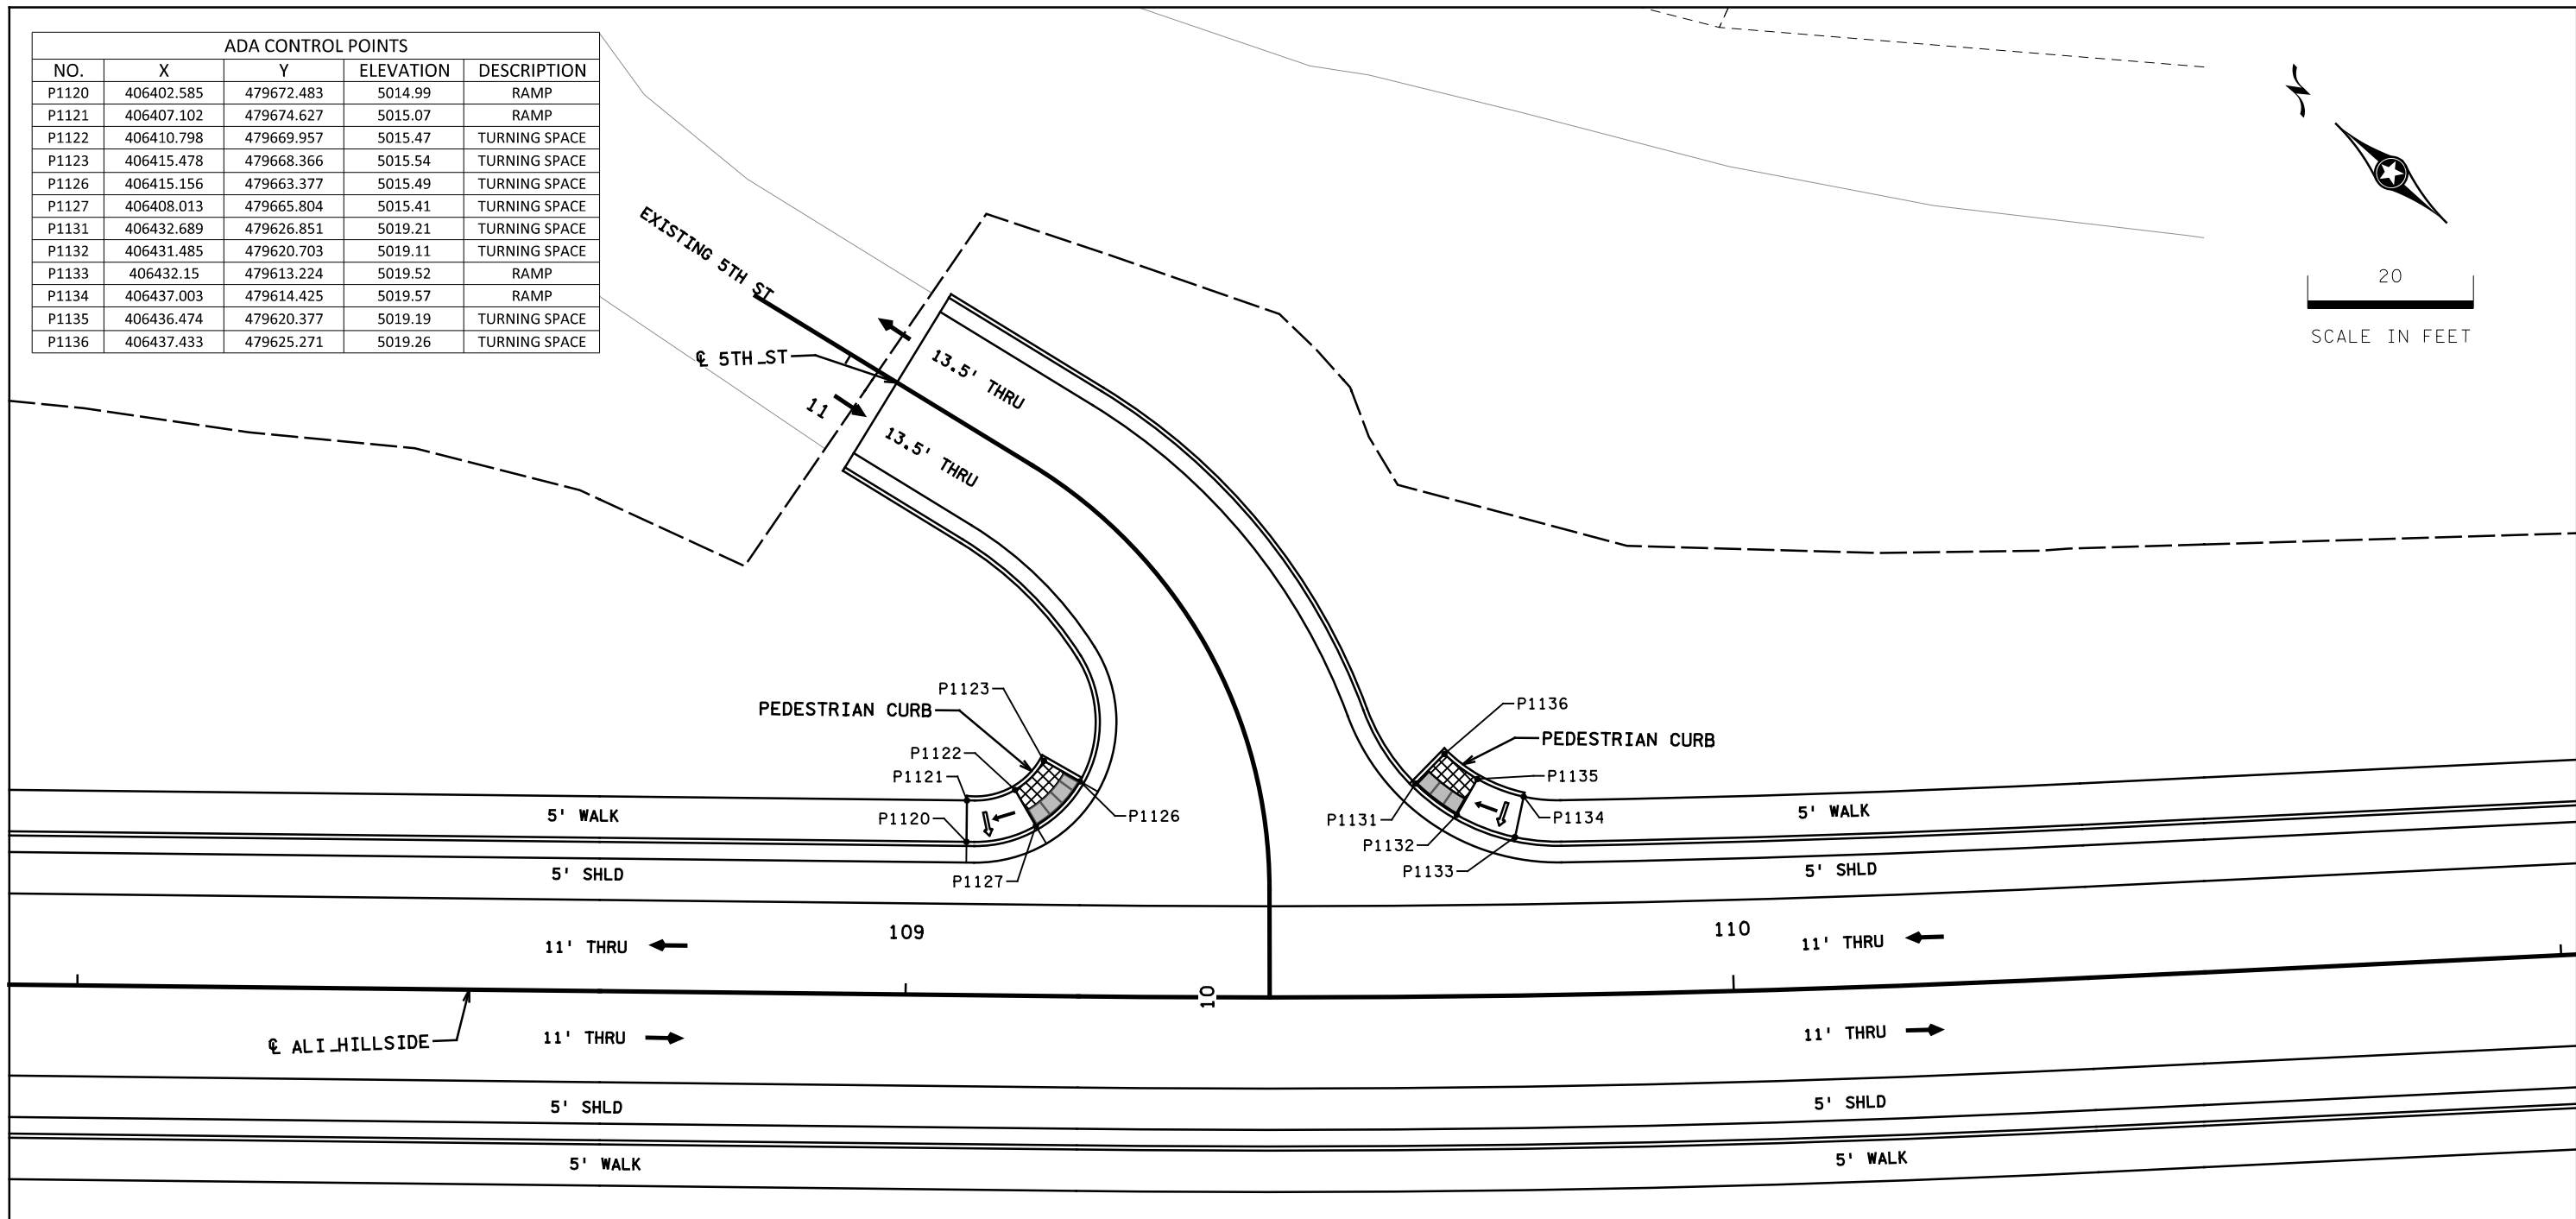 ADA CONTROL POINTS
NO. X Y ELEVATION DESCRIPTION
P1120 406402.585 479672.483 5014.99 RAMP
P1121 406407.102 479674.627 5015.07 RAMP
P1122 406410.798 479669.957 5015.47 TURNING SPACE
P1123 406415.478 479668.366 5015.54 TURNING SPACE
P1126 406415.156 479663.377 5015.49 TURNING SPACE
P1127 406408.013 479665.804 5015.41 TURNING SPACE
P1131 406432.689 479626.851 5019.21 TURNING SPACE
P1132 406431.485 479620.703 5019.11 TURNING SPACE
P1133 406432.15 479613.224 5019.52 RAMP
P1134 406437.003 479614.425 5019.57 RAMP
P1135 406436.474 479620.377 5019.19 TURNING SPACE
P1136 406437.433 479625.271 5019.26 TURNING SPACE
N
20
SCALE IN FEET
EXISTING 5TH ST
℄ 5TH_ST
11
13.5' THRU
13.5' THRU
P1123
PEDESTRIAN CURB
P1122
P1121
P1120
P1126
P1127
P1136
PEDESTRIAN CURB
P1135
P1134
P1131
P1132
P1133
5' WALK
5' WALK
5' SHLD
5' SHLD
109
110
11' THRU
11' THRU
10
℄ ALI_HILLSIDE
11' THRU
11' THRU
5' SHLD
5' SHLD
5' WALK
5' WALK